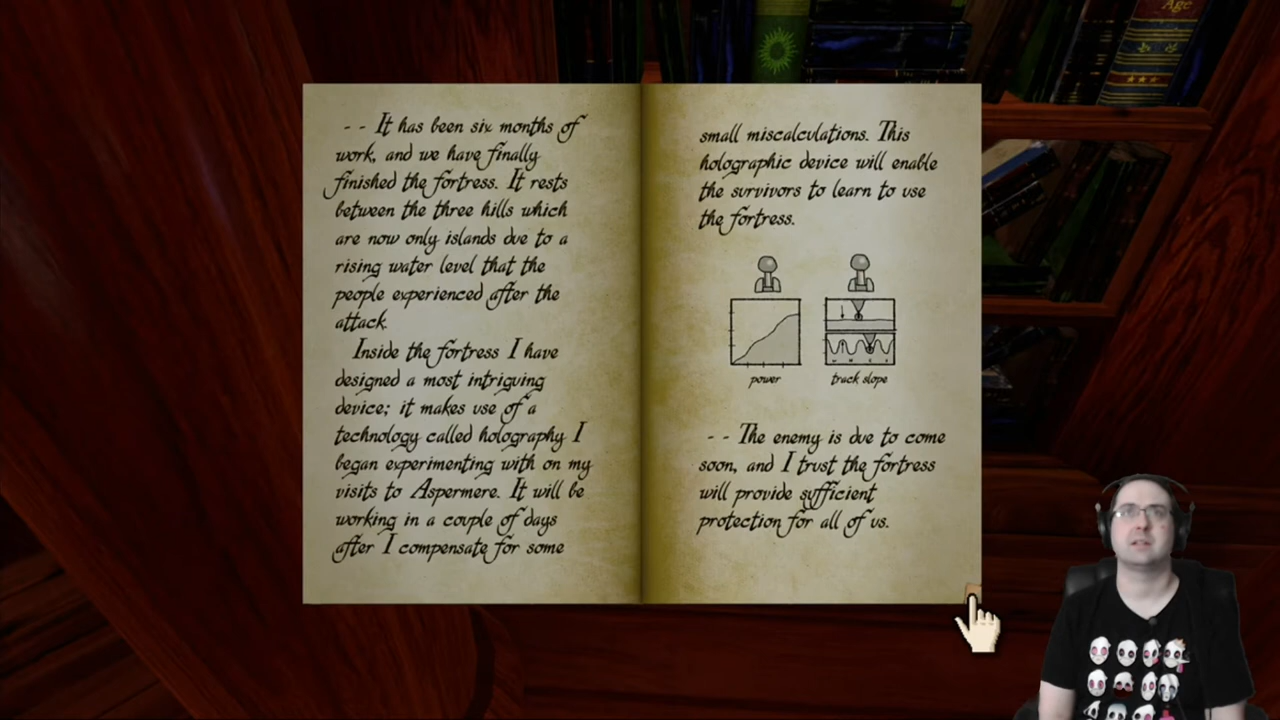 Age
- - It has been six months of
work, and we have finally
finished the fortress. It rests
between the three hills which
are now only islands due to a
rising water level that the
people experienced after the
attack.
Inside the fortress I have
designed a most intriguing
device; it makes use of a
technology called holography I
began experimenting with on my
visits to Aspermere. It will be
working in a couple of days
after I compensate for some
small miscalculations. This
holographic device will enable
the survivors to learn to use
the fortress.
power
track slope
- - The enemy is due to come
soon, and I trust the fortress
will provide sufficient
protection for all of us.